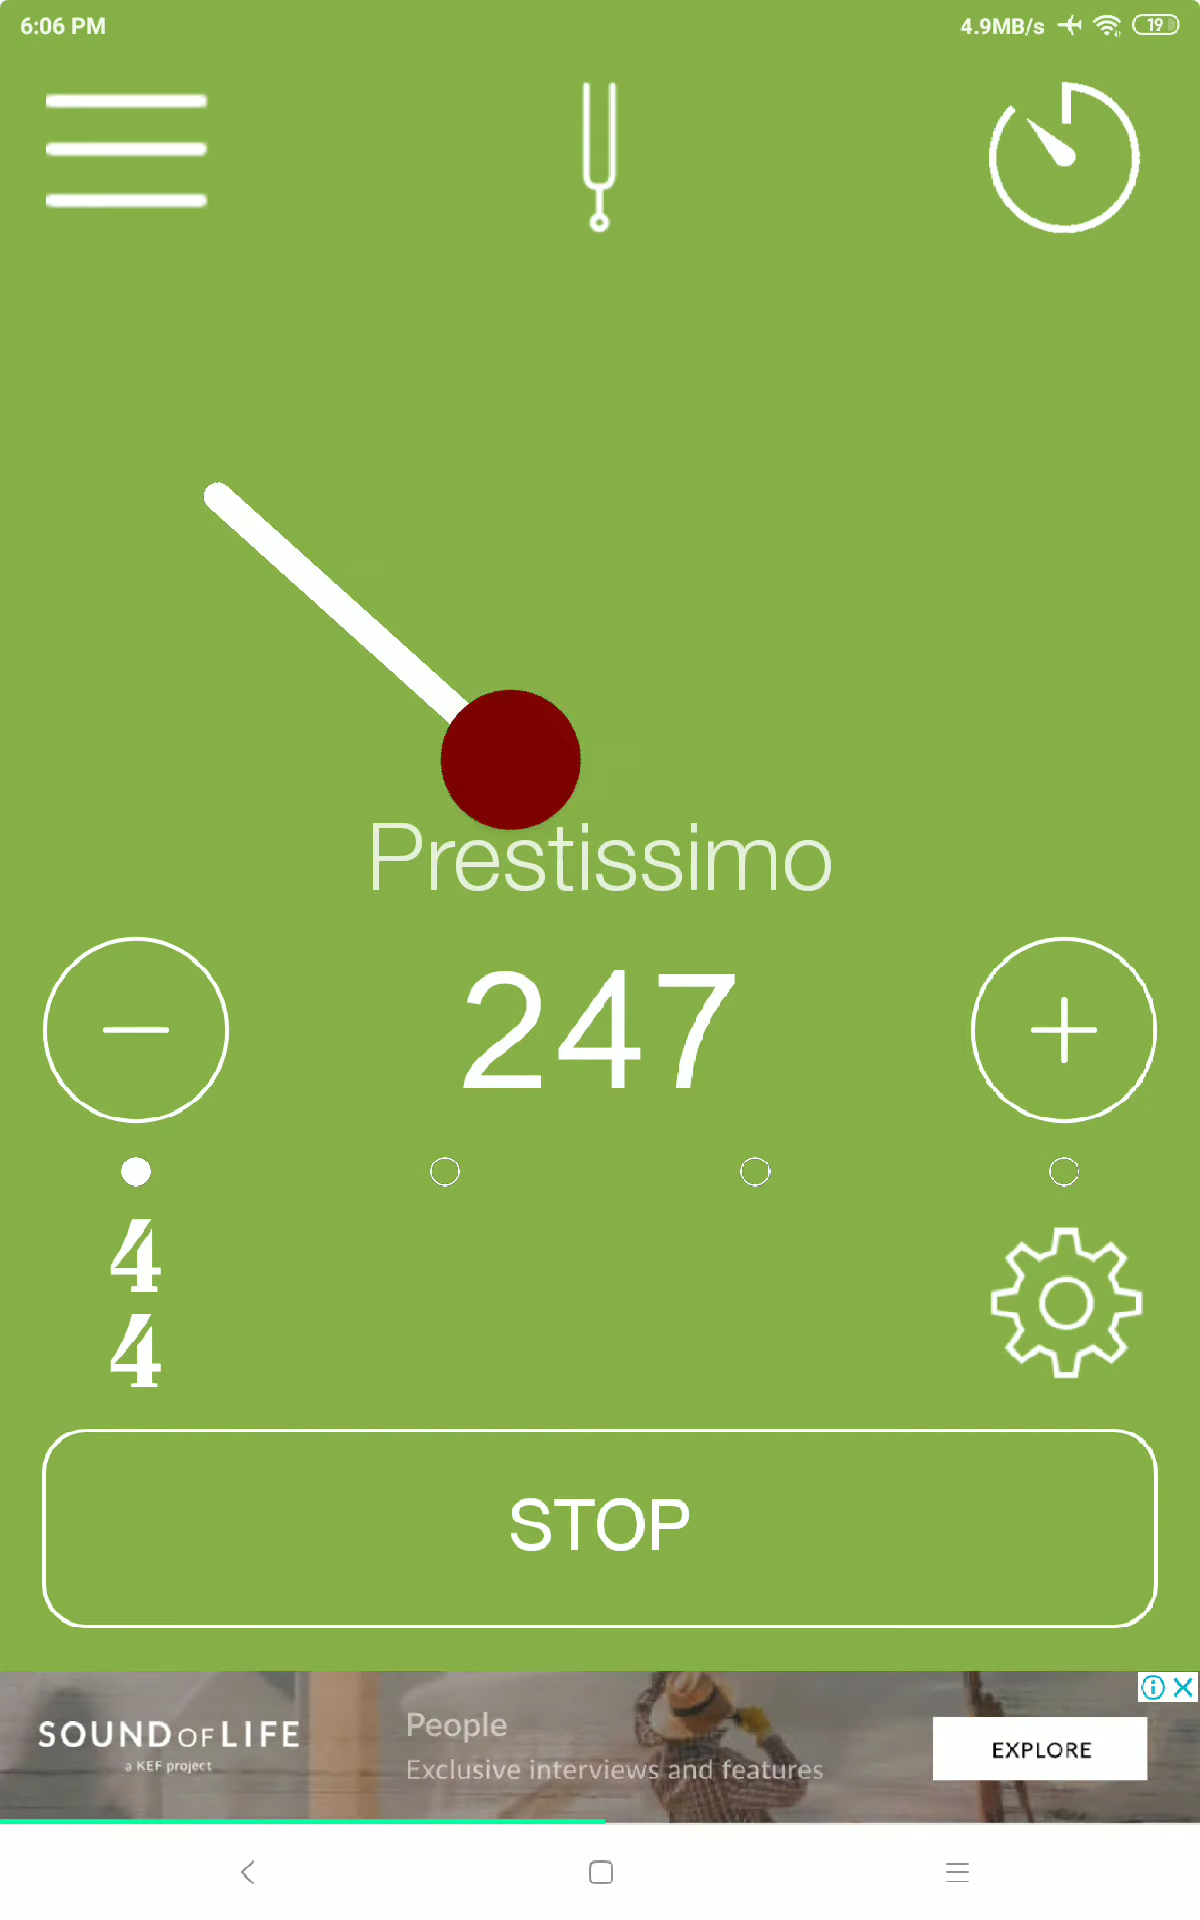 6:06 PM
4.9MB/s
19
Prestissimo
247
4
4
STOP
SOUND OF LIFE
a KEF project
People
Exclusive interviews and features
EXPLORE